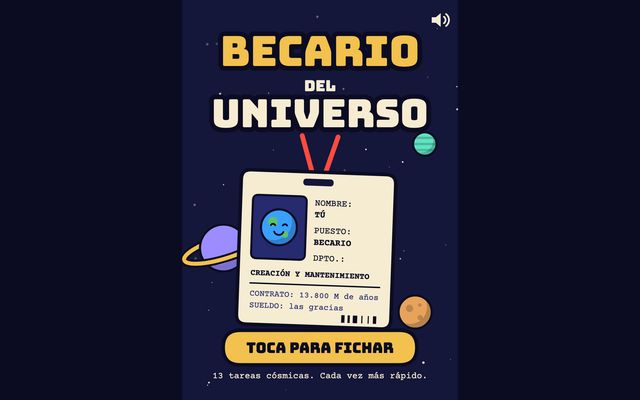 BECARIO
DEL
UNIVERSO
NOMBRE:
TÚ
PUESTO:
BECARIO
DPTO.:
CREACIÓN Y MANTENIMIENTO
CONTRATO: 13.800 M de años
SUELDO: las gracias
TOCA PARA FICHAR
13 tareas cósmicas. Cada vez más rápido.